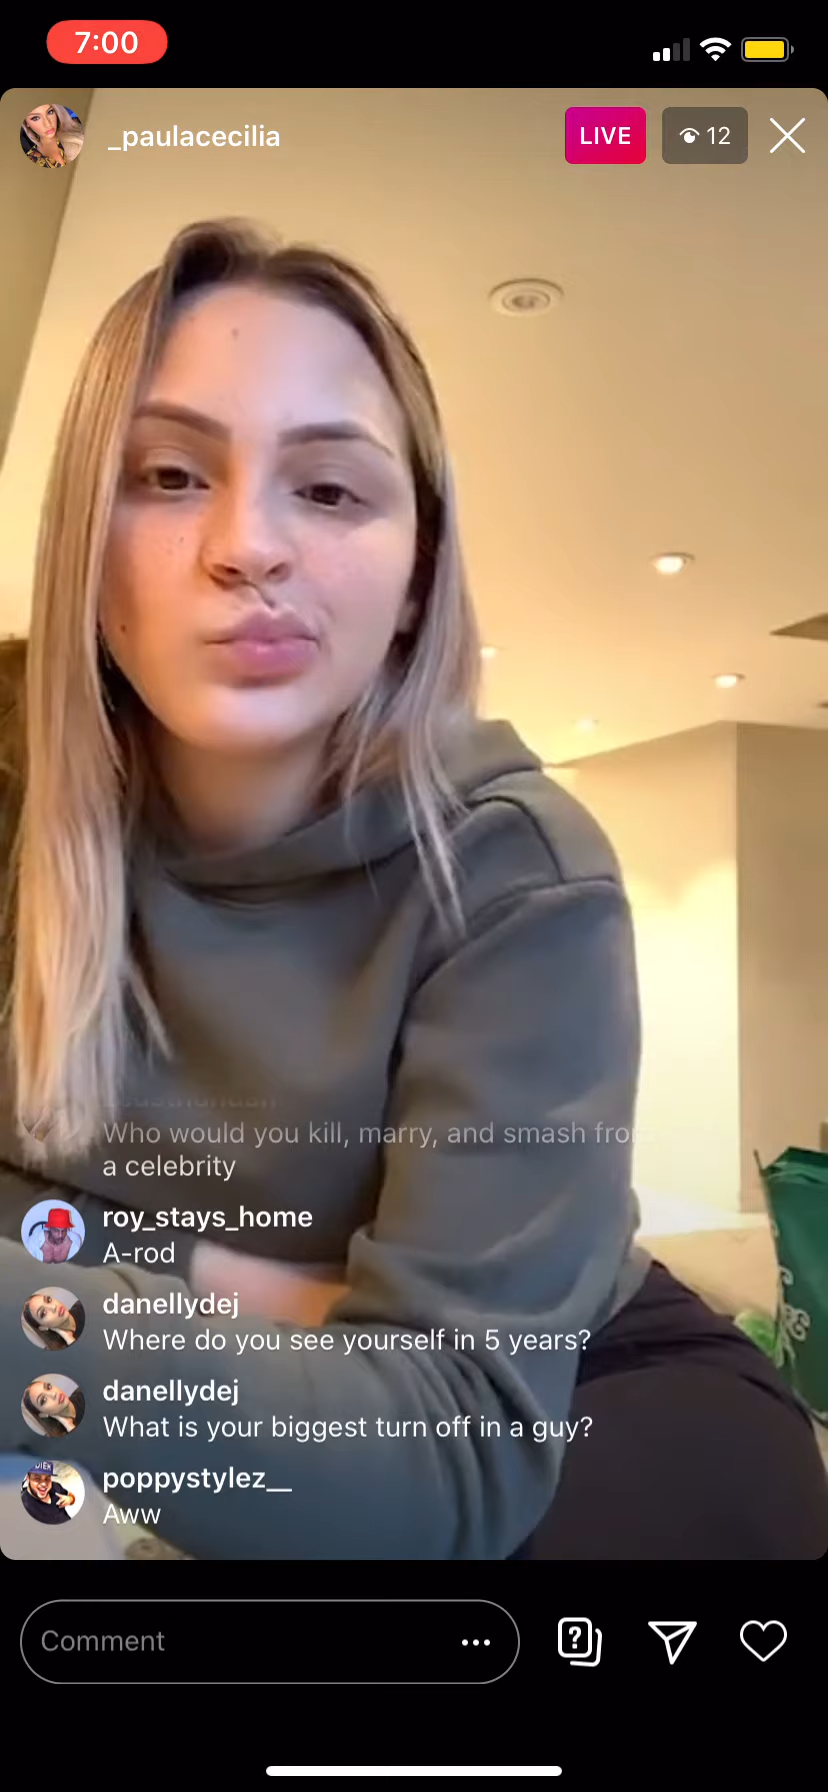 7:00
_paulacecilia
LIVE
12
Who would you kill, marry, and smash from
a celebrity
roy_stays_home
A-rod
danellydej
Where do you see yourself in 5 years?
danellydej
What is your biggest turn off in a guy?
poppystylez__
Aww
Comment